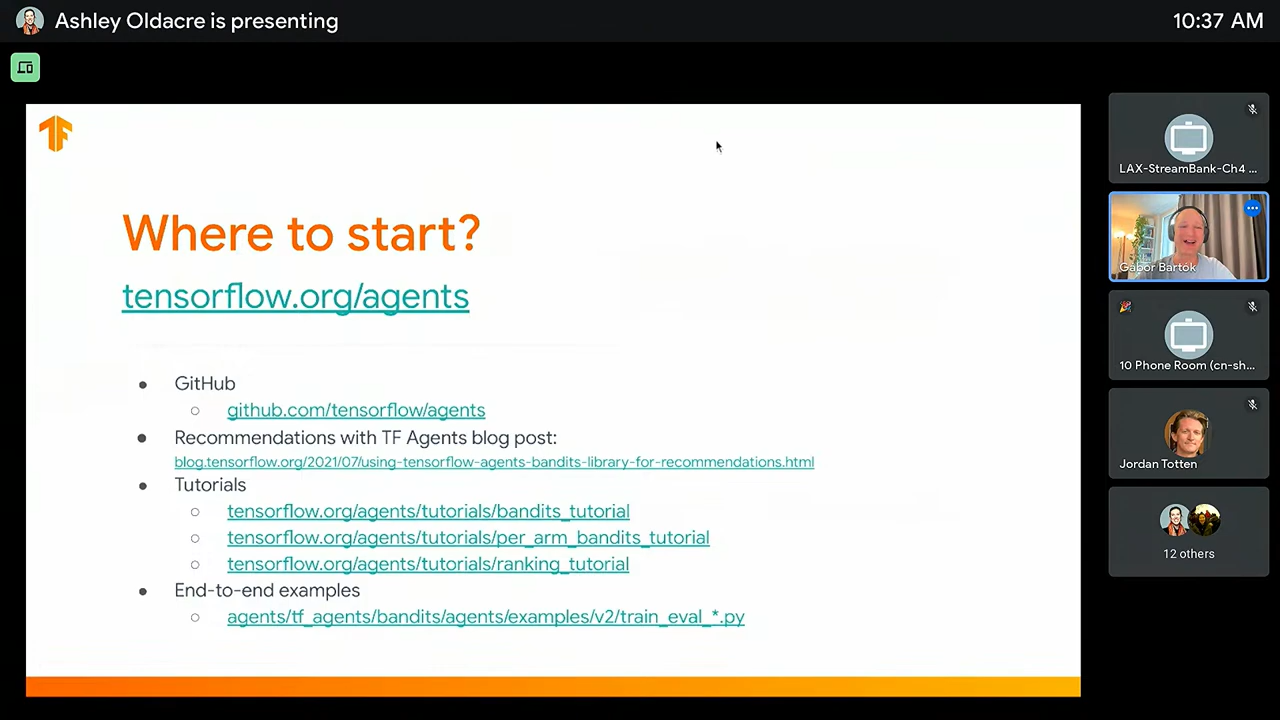 Ashley Oldacre is presenting
10:37 AM
TF
Where to start?
tensorflow.org/agents
● GitHub
○ github.com/tensorflow/agents
● Recommendations with TF Agents blog post:
blog.tensorflow.org/2021/07/using-tensorflow-agents-bandits-library-for-recommendations.html
● Tutorials
○ tensorflow.org/agents/tutorials/bandits_tutorial
○ tensorflow.org/agents/tutorials/per_arm_bandits_tutorial
○ tensorflow.org/agents/tutorials/ranking_tutorial
● End-to-end examples
○ agents/tf_agents/bandits/agents/examples/v2/train_eval_*.py
LAX-StreamBank-Ch4 ...
Gábor Bartók
10 Phone Room (cn-sh...
Jordan Totten
12 others